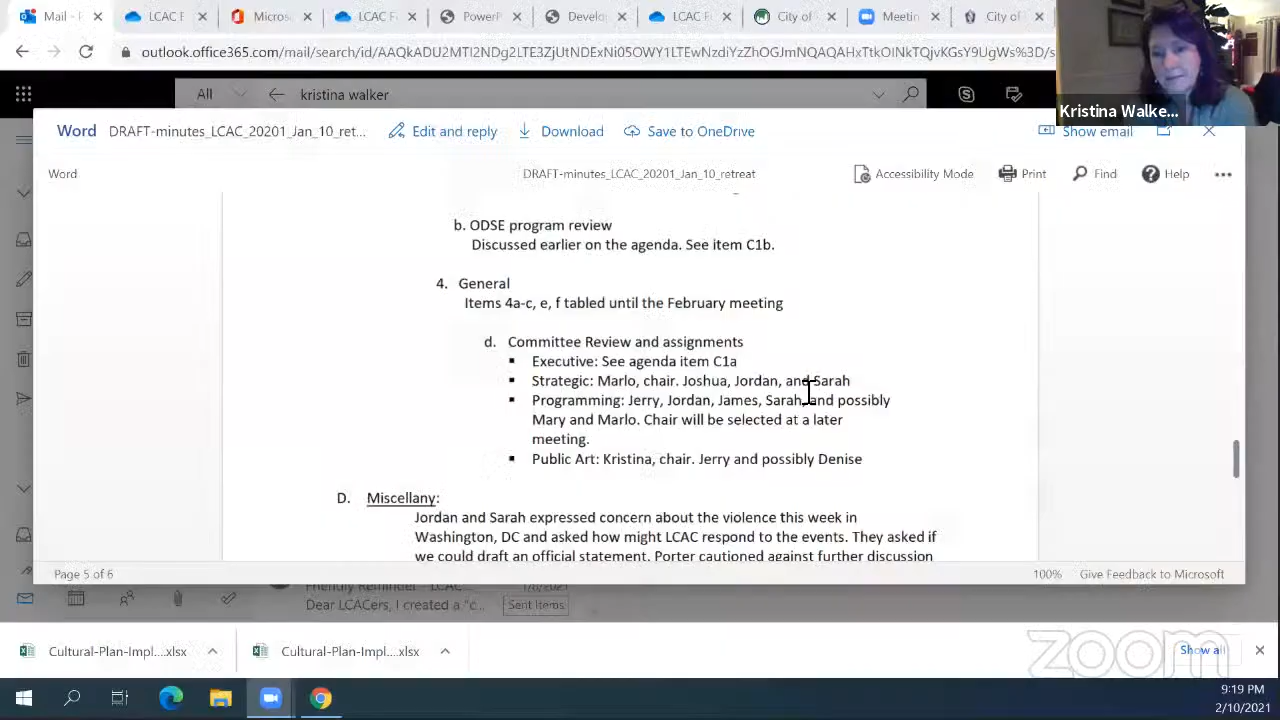 Mail -
LCAC F
Micros
LCAC F
PowerF
Develo
LCAC F
City of
Meetin
City of
outlook.office365.com/mail/search/id/
All
kristina walker
Kristina Walke...
Word
DRAFT-minutes_LCAC_20201_Jan_10_ret...
Edit and reply
Download
Save to OneDrive
Show email
Word
DRAFT-minutes_LCAC_20201_Jan_10_retreat
Accessibility Mode
Print
Find
Help
b. ODSE program review
Discussed earlier on the agenda. See item C1b.
4. General
Items 4a-c, e, f tabled until the February meeting
d. Committee Review and assignments
▪ Executive: See agenda item C1a
▪ Strategic: Marlo, chair. Joshua, Jordan, and Sarah
▪ Programming: Jerry, Jordan, James, Sarah, and possibly
Mary and Marlo. Chair will be selected at a later
meeting.
▪ Public Art: Kristina, chair. Jerry and possibly Denise
D. Miscellany:
Jordan and Sarah expressed concern about the violence this week in
Washington, DC and asked how might LCAC respond to the events. They asked if
we could draft an official statement. Porter cautioned against further discussion
Page 5 of 6
100%
Give Feedback to Microsoft
Friendly Reminder - LCAC
Dear LCACers, I created a "c...
Sent Items
Cultural-Plan-Impl....xlsx
Cultural-Plan-Impl....xlsx
zoom
Show all
9:19 PM
2/10/2021